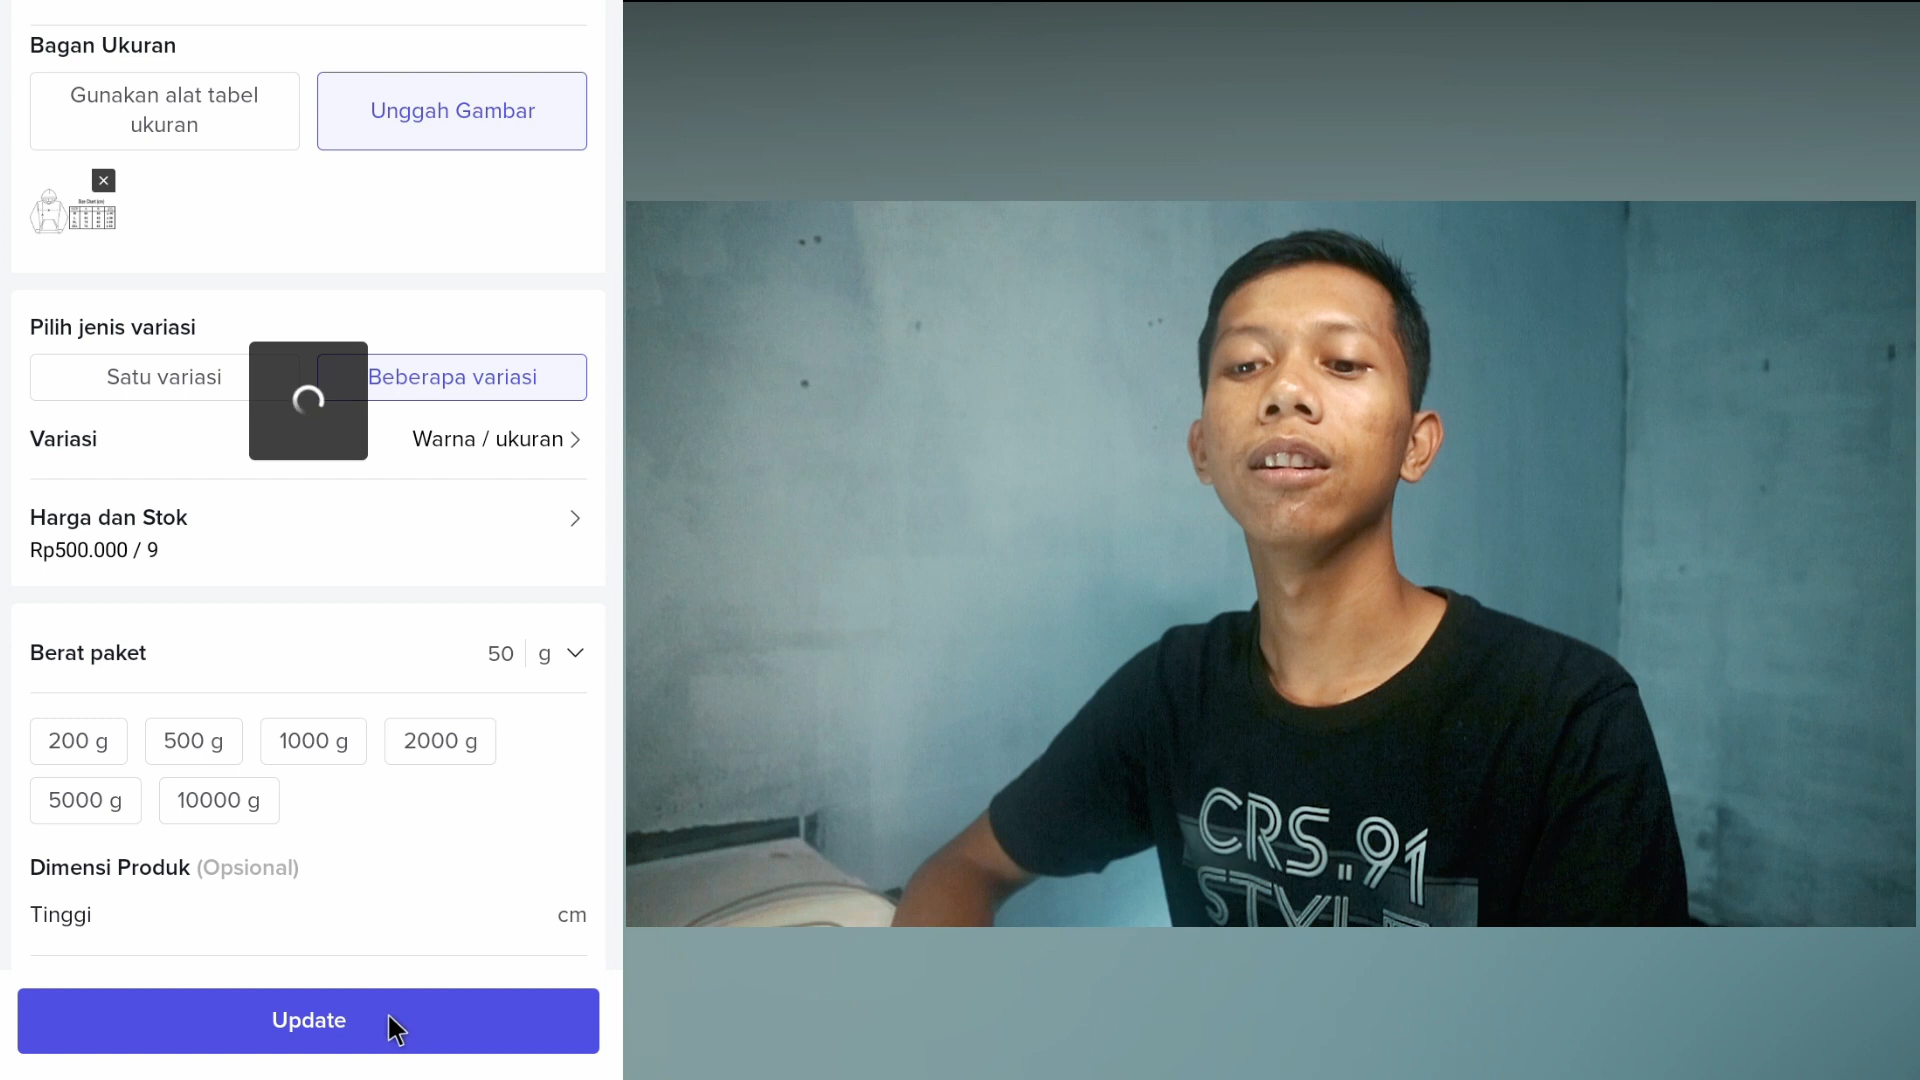 Bagan Ukuran
Gunakan alat tabel
ukuran
Unggah Gambar
Pilih jenis variasi
Satu variasi
Beberapa variasi
Variasi
Warna / ukuran
Harga dan Stok
Rp500.000 / 9
Berat paket
50
g
200 g
500 g
1000 g
2000 g
5000 g
10000 g
Dimensi Produk (Opsional)
Tinggi
cm
Update
CRS.91
STYLE